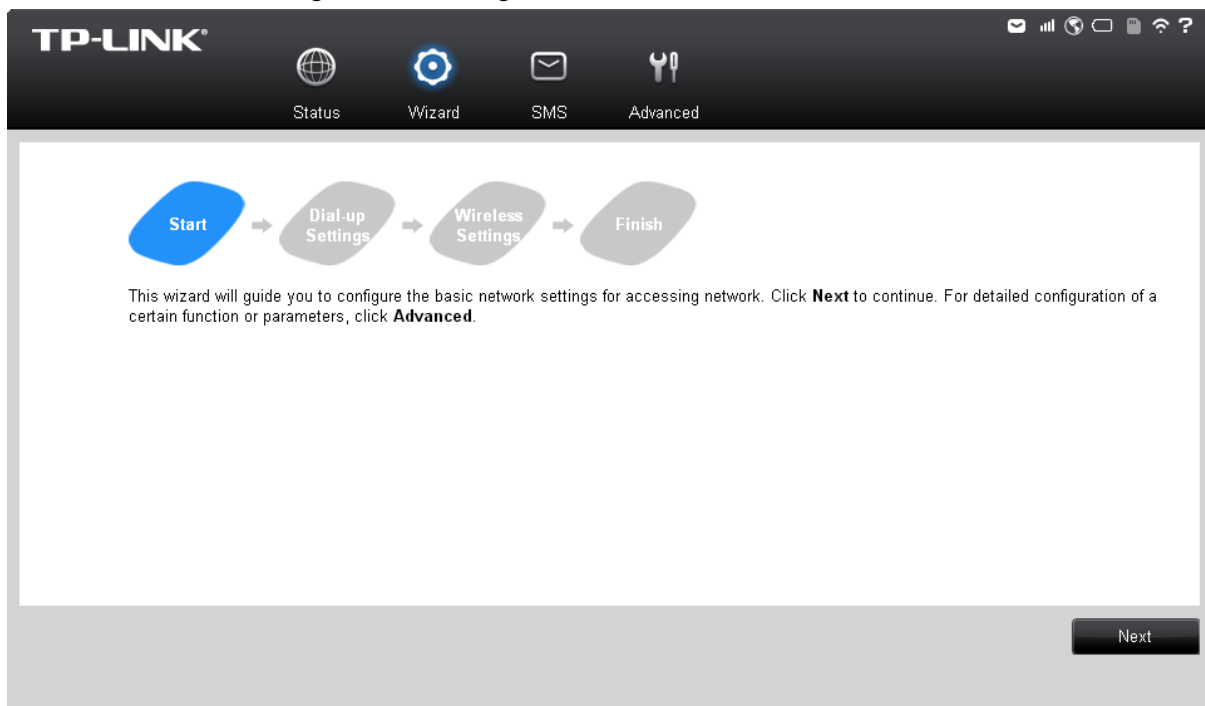 TP-LINK®
?
Status
Wizard
SMS
Advanced
Start
Dial-up
Settings
Wireless
Settings
Finish
This wizard will guide you to configure the basic network settings for accessing network. Click Next to continue. For detailed configuration of a
certain function or parameters, click Advanced.
Next